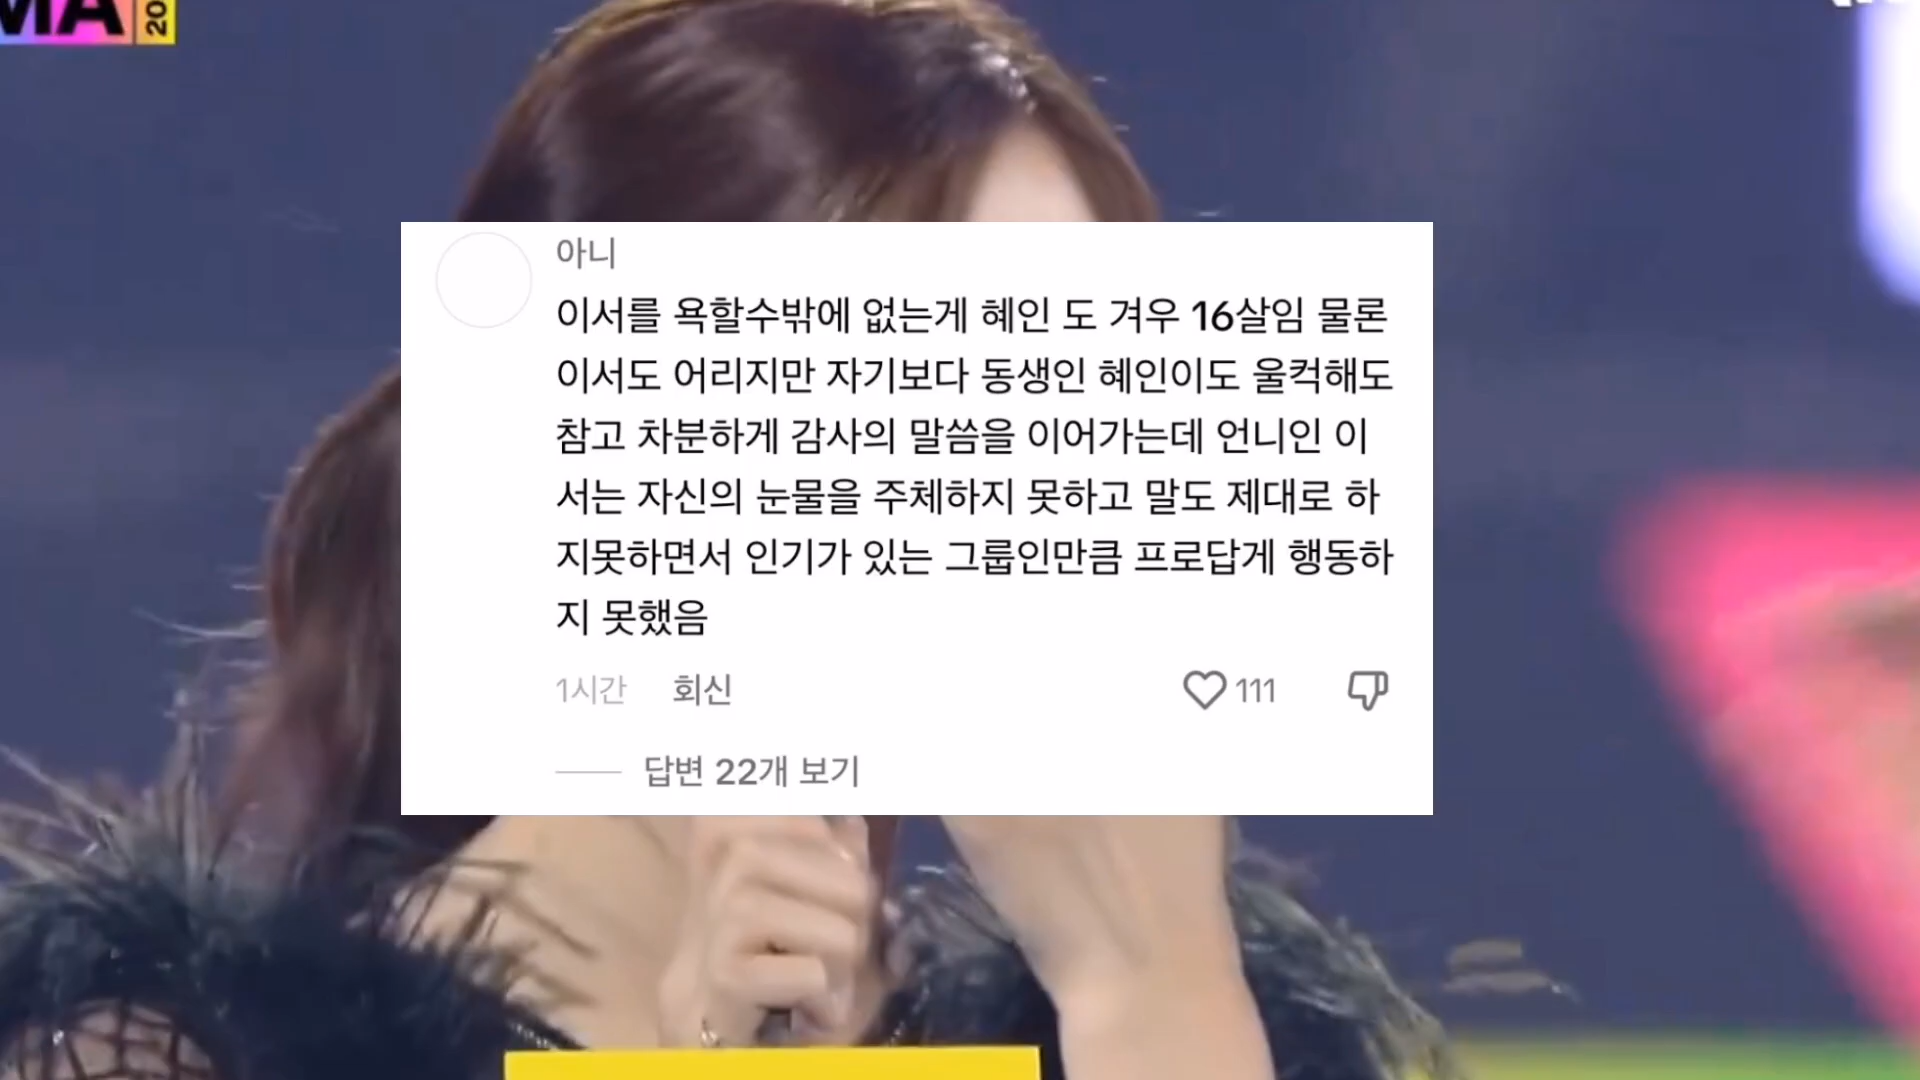 MA
20
아니
이서를 욕할수밖에 없는게 혜인 도 겨우 16살임 물론
이서도 어리지만 자기보다 동생인 혜인이도 울컥해도
참고 차분하게 감사의 말씀을 이어가는데 언니인 이
서는 자신의 눈물을 주체하지 못하고 말도 제대로 하
지못하면서 인기가 있는 그룹인만큼 프로답게 행동하
지 못했음
1시간 회신
111
답변 22개 보기